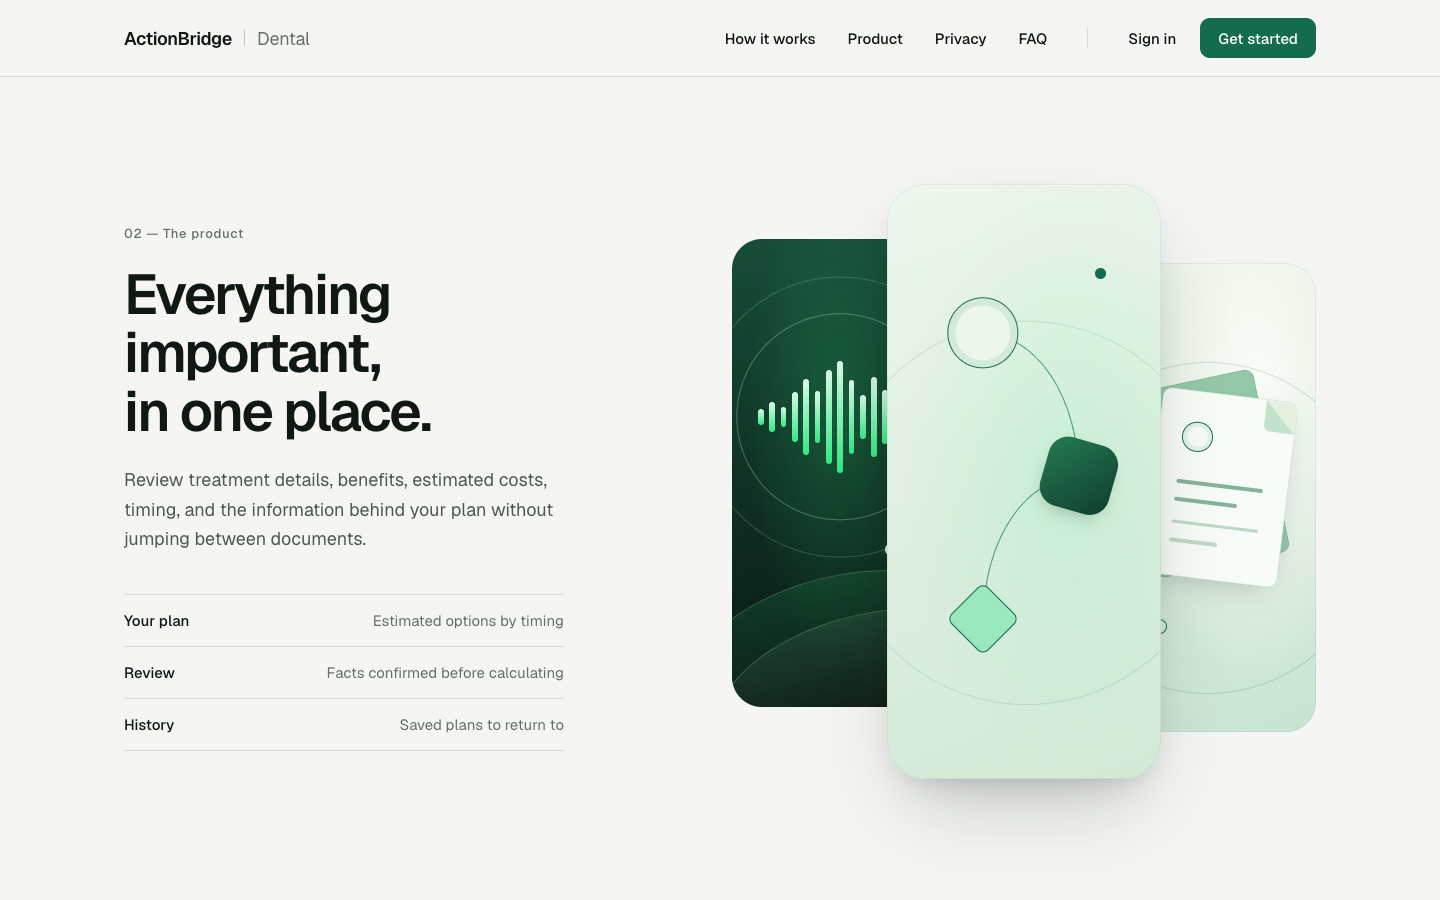 ActionBridge | Dental
How it works
Product
Privacy
FAQ
Sign in
Get started
02 — The product
Everything
important,
in one place.
Review treatment details, benefits, estimated costs,
timing, and the information behind your plan without
jumping between documents.
Your plan
Estimated options by timing
Review
Facts confirmed before calculating
History
Saved plans to return to